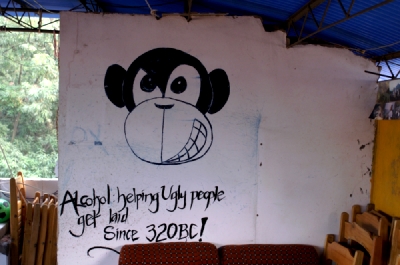 Alcohol helping Ugly people
get laid
Since 320BC!